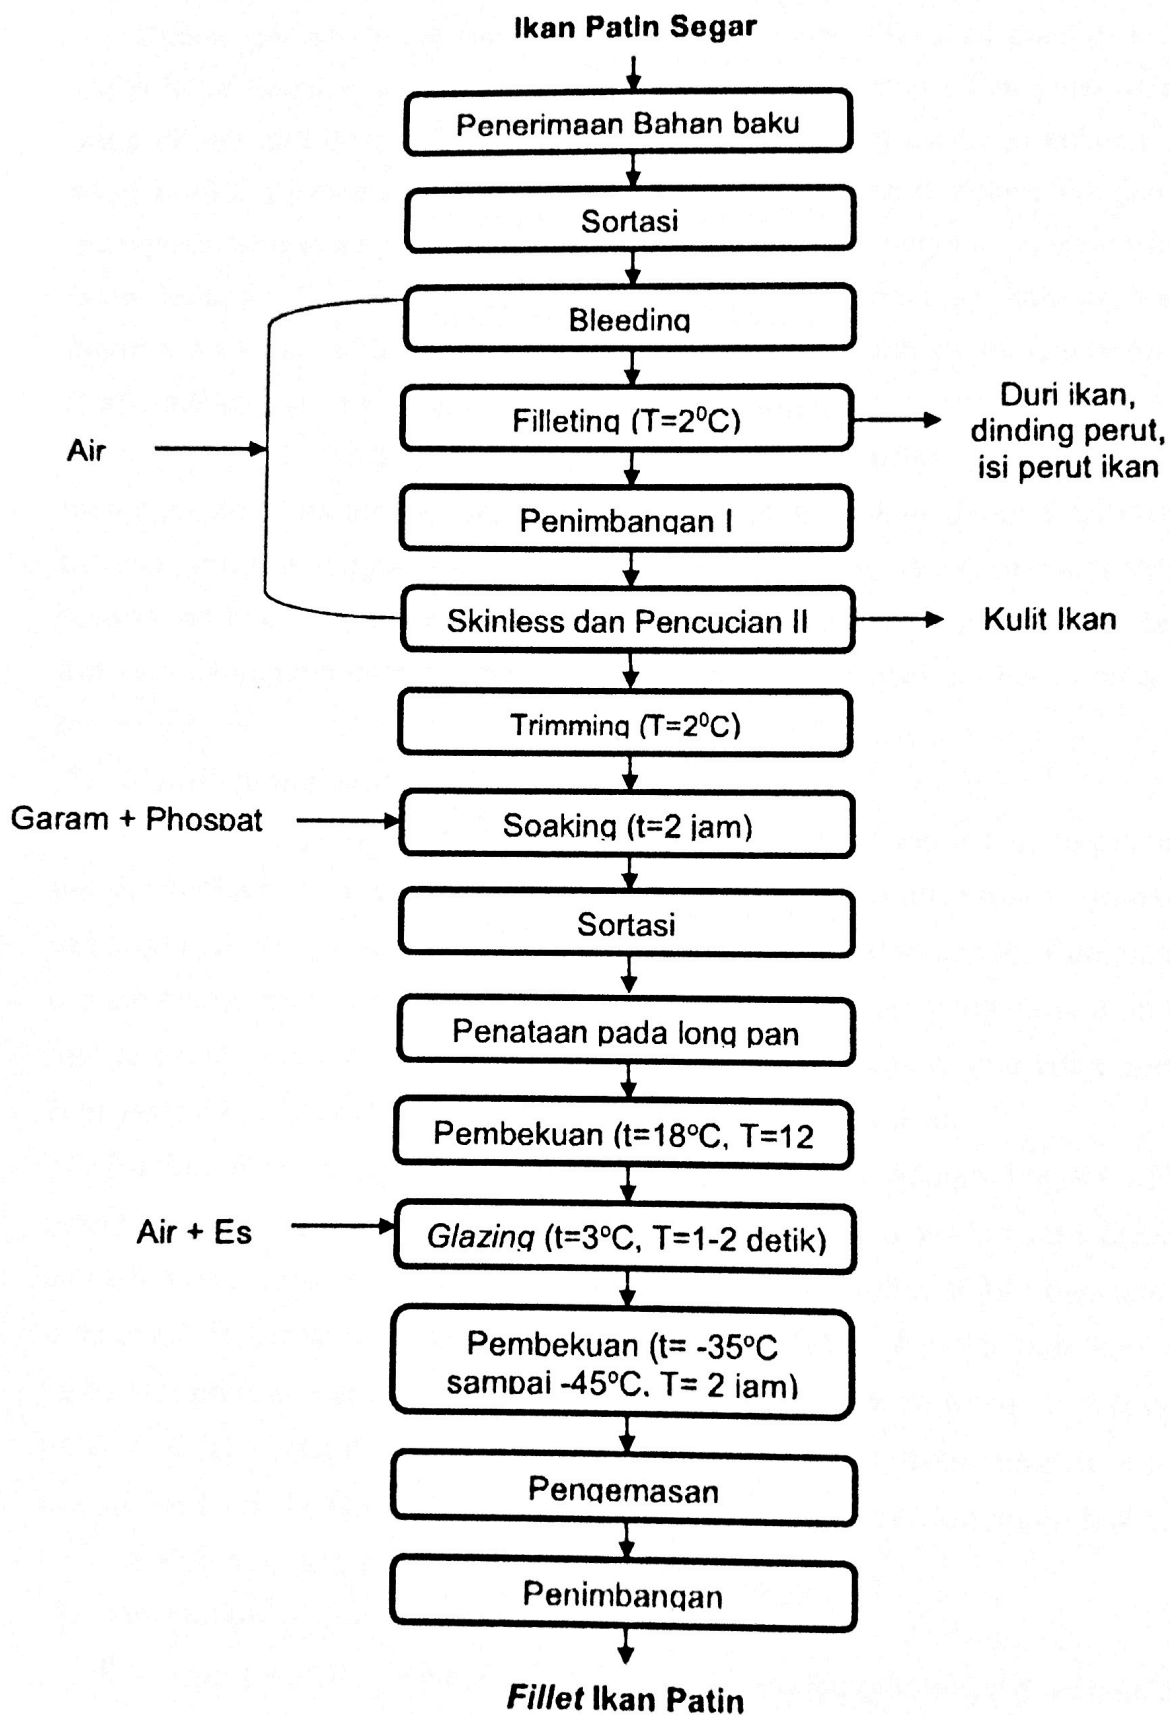 Ikan Patin Segar
Penerimaan Bahan baku
Sortasi
Bleeding
Filleting (T=2⁰C)
Duri ikan,
dinding perut,
isi perut ikan
Air
Penimbangan I
Skinless dan Pencucian II
Kulit Ikan
Trimming (T=2⁰C)
Garam + Phospat
Soaking (t=2 jam)
Sortasi
Penataan pada long pan
Pembekuan (t=18°C, T=12
Air + Es
Glazing (t=3°C, T=1-2 detik)
Pembekuan (t= -35°C
sampai -45°C, T= 2 jam)
Pengemasan
Penimbangan
Fillet Ikan Patin